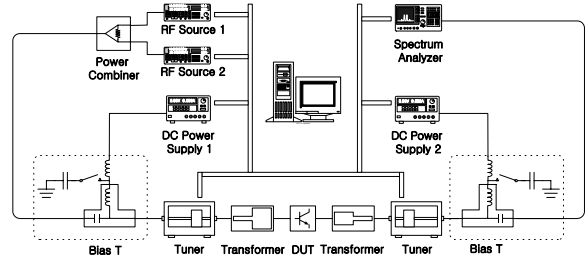 RF Source 1
Power
Combiner
RF Source 2
Spectrum
Analyzer
DC Power
Supply 1
DC Power
Supply 2
Bias T
Tuner
Transformer
DUT
Transformer
Tuner
Bias T